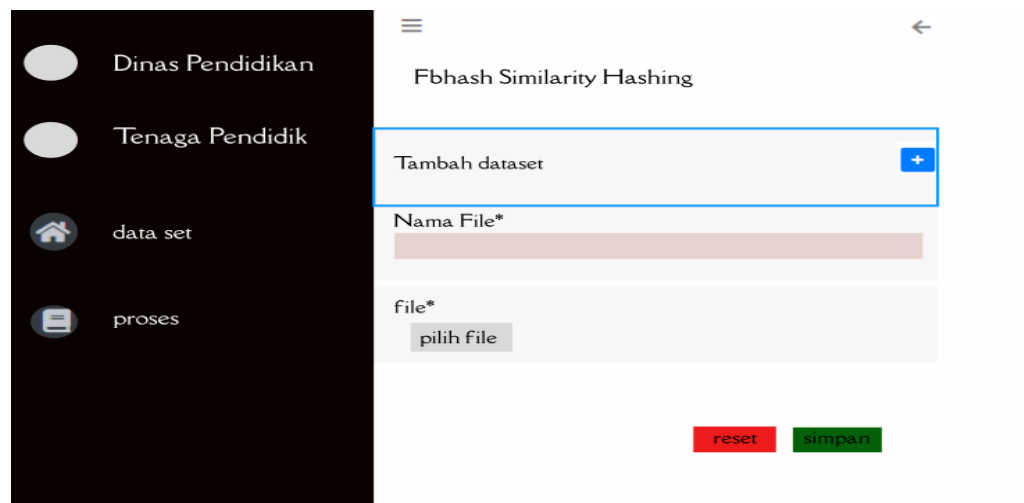 Dinas Pendidikan
Tenaga Pendidik
data set
proses
Fbhash Similarity Hashing
Tambah dataset
+
Nama File*
file*
pilih file
reset
simpan